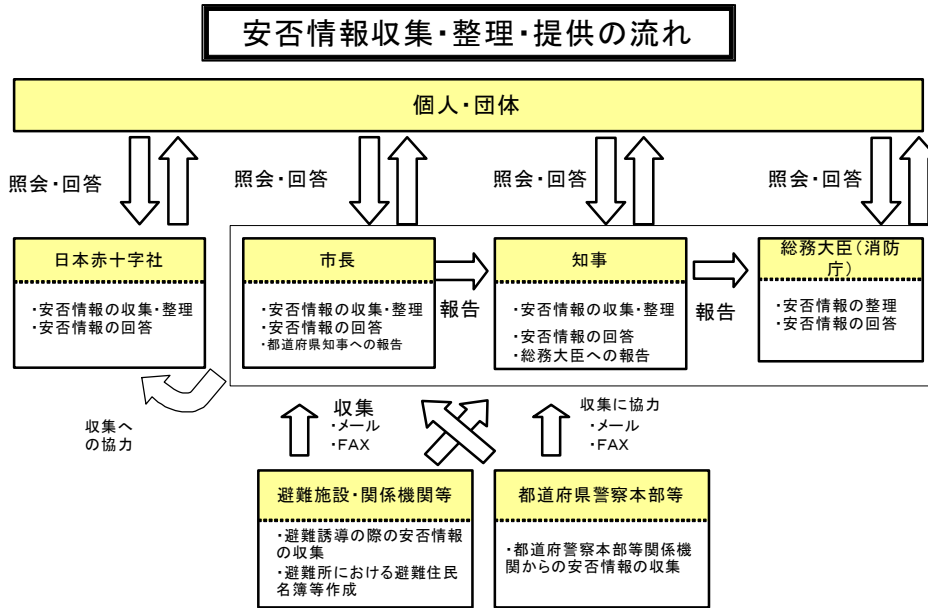 安否情報収集・整理・提供の流れ
個人・団体
照会・回答
照会・回答
照会・回答
照会・回答
日本赤十字社
・安否情報の収集・整理
・安否情報の回答
市長
・安否情報の収集・整理
・安否情報の回答
・都道府県知事への報告
報告
知事
・安否情報の収集・整理
・安否情報の回答
・総務大臣への報告
報告
総務大臣(消防
庁)
・安否情報の整理
・安否情報の回答
収集へ
の協力
収集
・メール
・FAX
収集に協力
・メール
・FAX
避難施設・関係機関等
・避難誘導の際の安否情報
の収集
・避難所における避難住民
名簿等作成
都道府県警察本部等
・都道府警察本部等関係機
関からの安否情報の収集